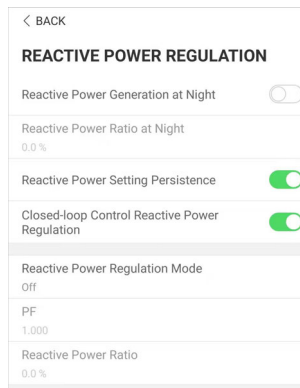 < BACK
REACTIVE POWER REGULATION
Reactive Power Generation at Night
Reactive Power Ratio at Night
0.0 %
Reactive Power Setting Persistence
Closed-loop Control Reactive Power
Regulation
Reactive Power Regulation Mode
Off
PF
1.000
Reactive Power Ratio
0.0 %